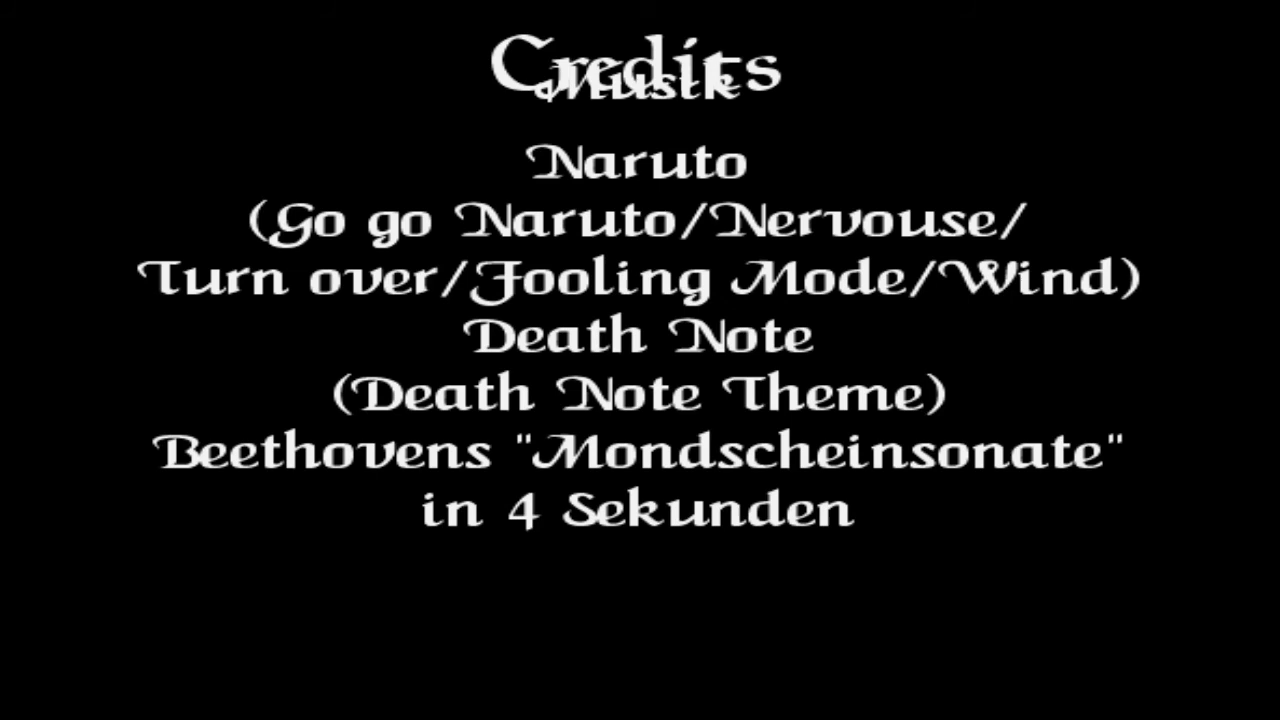 Credits
Musik
Naruto
(Go go Naruto/Nervouse/
Turn over/Fooling Mode/Wind)
Death Note
(Death Note Theme)
Beethovens "Mondscheinsonate"
in 4 Sekunden